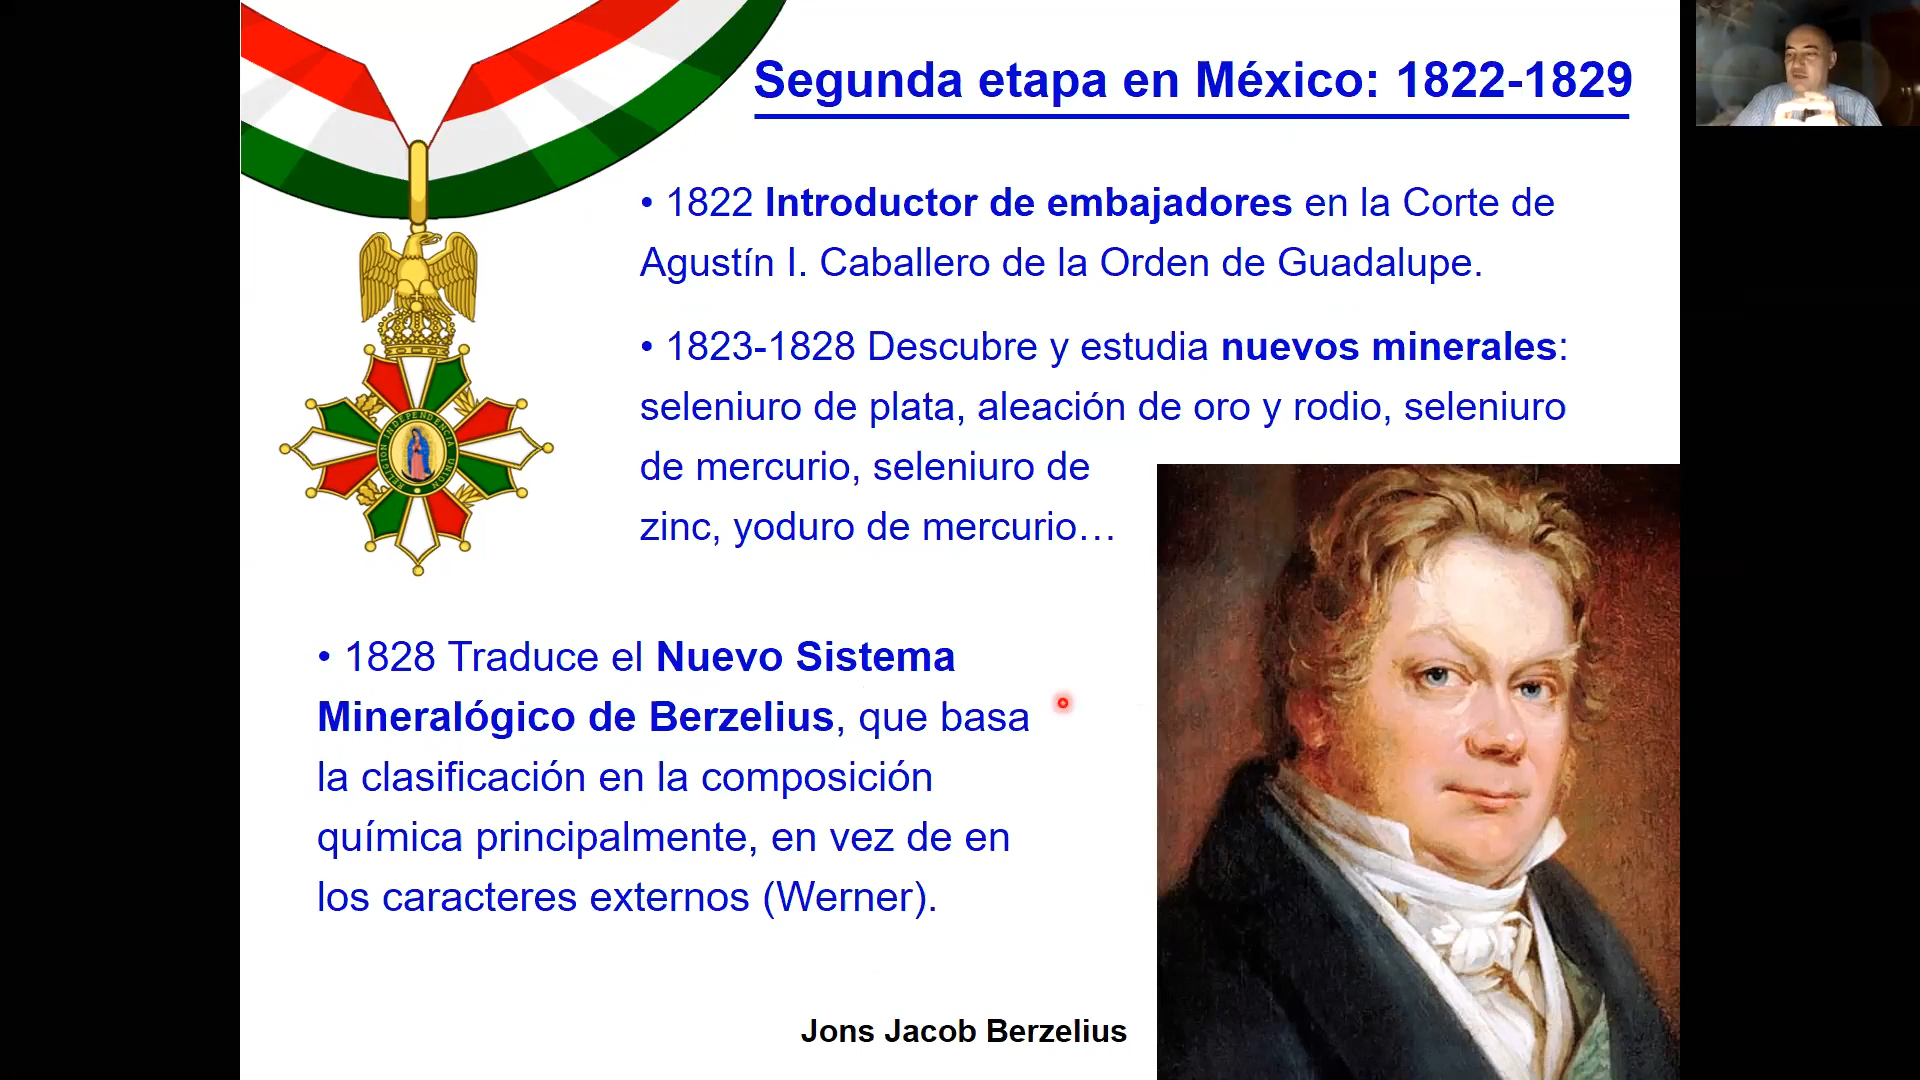 Segunda etapa en México: 1822-1829
• 1822 Introductor de embajadores en la Corte de
Agustín I. Caballero de la Orden de Guadalupe.
• 1823-1828 Descubre y estudia nuevos minerales:
seleniuro de plata, aleación de oro y rodio, seleniuro
de mercurio, seleniuro de
zinc, yoduro de mercurio…
RELIGION INDEPENDENCIA UNION
• 1828 Traduce el Nuevo Sistema
Mineralógico de Berzelius, que basa
la clasificación en la composición
química principalmente, en vez de en
los caracteres externos (Werner).
Jons Jacob Berzelius